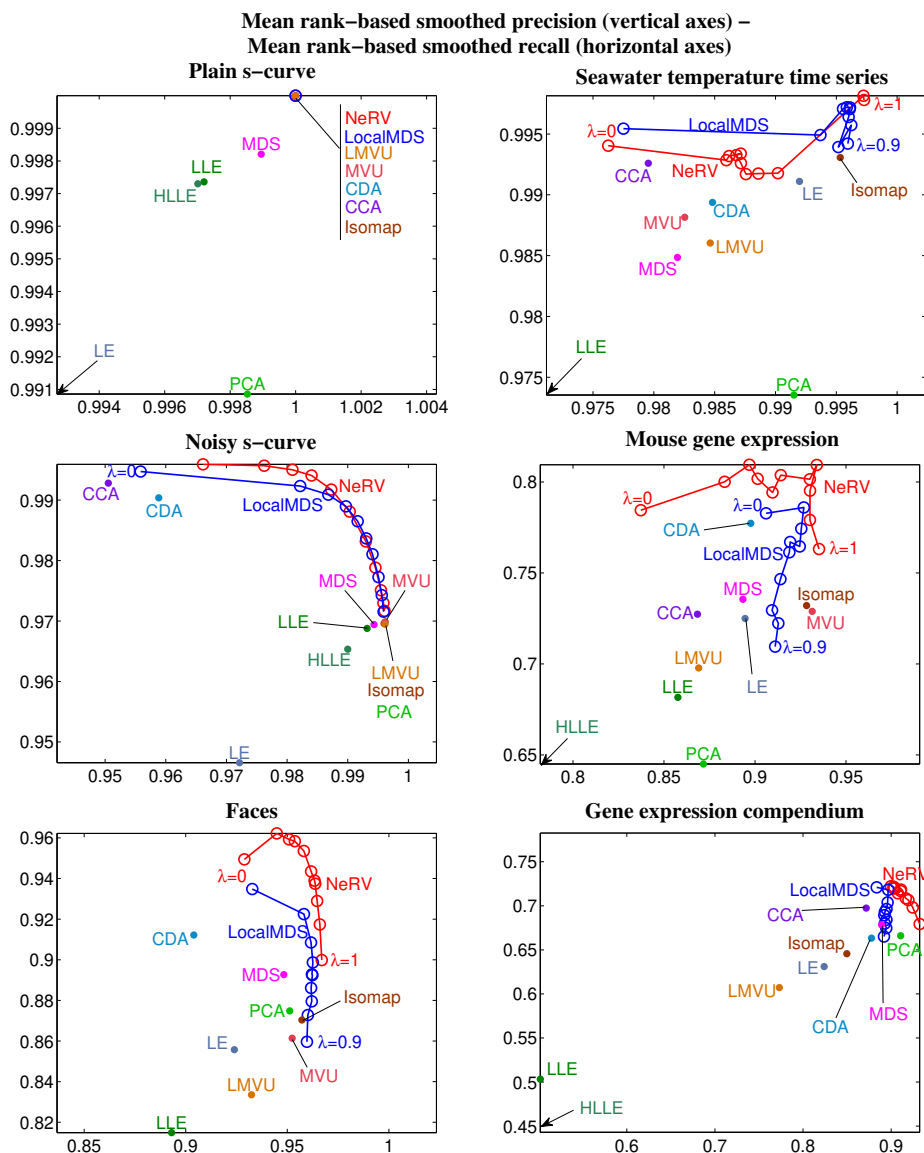 Mean rank−based smoothed precision (vertical axes) −
Mean rank−based smoothed recall (horizontal axes)
Plain s−curve
0.999
0.998
0.997
0.996
0.995
0.994
0.993
0.992
0.991
0.994
0.996
0.998
1
1.002
1.004
MDS
LLE
HLLE
LE
PCA
NeRV
LocalMDS
LMVU
MVU
CDA
CCA
Isomap
Seawater temperature time series
0.995
0.99
0.985
0.98
0.975
0.975
0.98
0.985
0.99
0.995
1
λ=0
LocalMDS
λ=1
λ=0.9
NeRV
CCA
Isomap
LE
MVU
CDA
LMVU
MDS
LLE
PCA
Noisy s−curve
0.99
0.98
0.97
0.96
0.95
0.95
0.96
0.97
0.98
0.99
1
λ=0
NeRV
CCA
CDA
LocalMDS
MDS
MVU
LLE
HLLE
LMVU
Isomap
PCA
LE
Mouse gene expression
0.8
0.75
0.7
0.65
0.8
0.85
0.9
0.95
λ=0
NeRV
λ=0
CDA
LocalMDS
λ=1
MDS
Isomap
CCA
MVU
λ=0.9
LMVU
LE
LLE
HLLE
PCA
Faces
0.96
0.94
0.92
0.9
0.88
0.86
0.84
0.82
0.85
0.9
0.95
1
λ=0
NeRV
CDA
LocalMDS
λ=1
MDS
Isomap
PCA
LE
λ=0.9
MVU
LMVU
LLE
Gene expression compendium
0.75
0.7
0.65
0.6
0.55
0.5
0.45
0.6
0.7
0.8
0.9
NeRV
LocalMDS
CCA
Isomap
PCA
LE
LMVU
MDS
CDA
LLE
HLLE